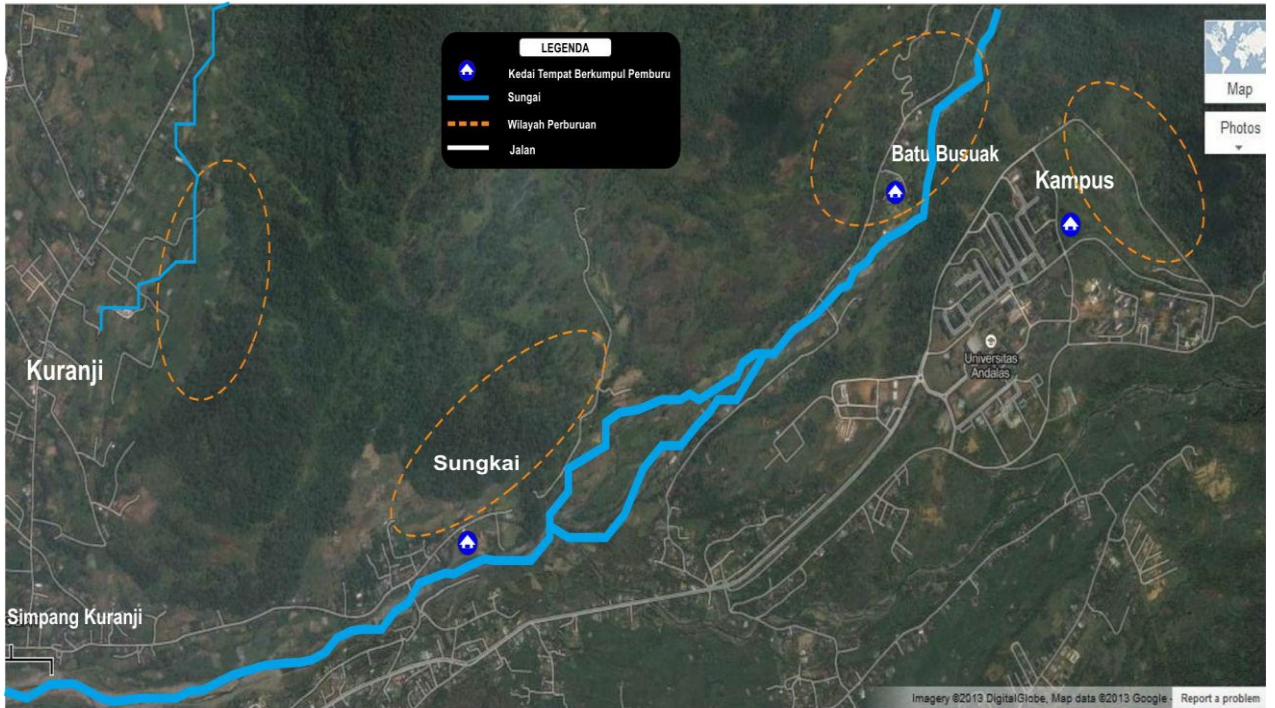 LEGENDA
Kedai Tempat Berkumpul Pemburu
Sungai
Wilayah Perburuan
Jalan
Map
Photos
Batu Busuak
Kampus
Universitas
Andalas
Kuranji
Sungkai
Simpang Kuranji
Imagery ©2013 DigitalGlobe, Map data ©2013 Google - Report a problem